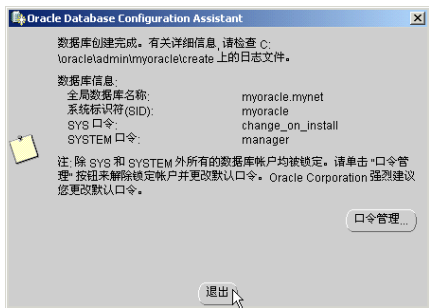 Oracle Database Configuration Assistant
数据库创建完成。有关详细信息, 请检查 C:
\oracle\admin\myoracle\create 上的日志文件。
数据库信息:
全局数据库名称: myoracle.mynet
系统标识符(SID): myoracle
SYS 口令: change_on_install
SYSTEM 口令: manager
注: 除 SYS 和 SYSTEM 外所有的数据库帐户均被锁定。请单击 "口令管
理" 按钮来解除锁定帐户并更改默认口令。Oracle Corporation 强烈建议
您更改默认口令。
口令管理...
退出